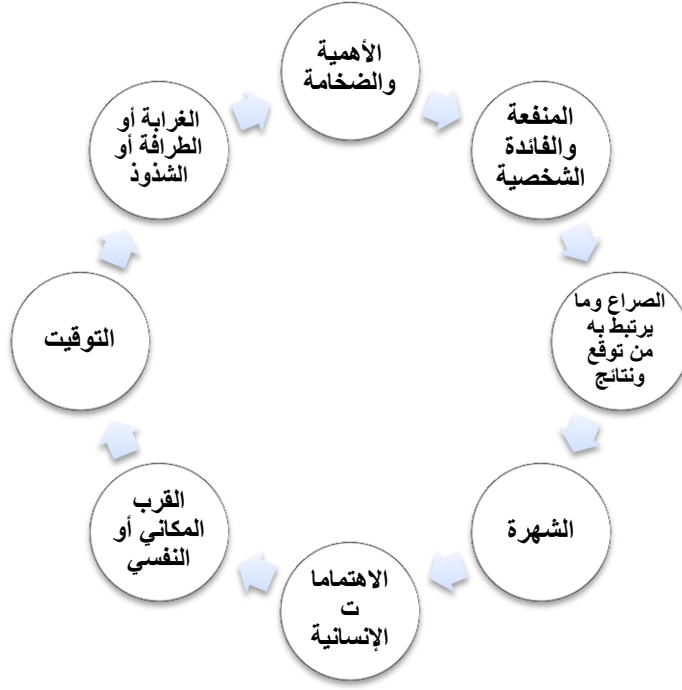 الأهمية
والضخامة
المنفعة
والفائدة
الشخصية
الصراع وما
يرتبط به
من توقع
ونتائج
الشهرة
الاهتماما
ت
الإنسانية
القرب
المكاني أو
النفسي
التوقيت
الغرابة أو
الطرافة أو
الشذوذ